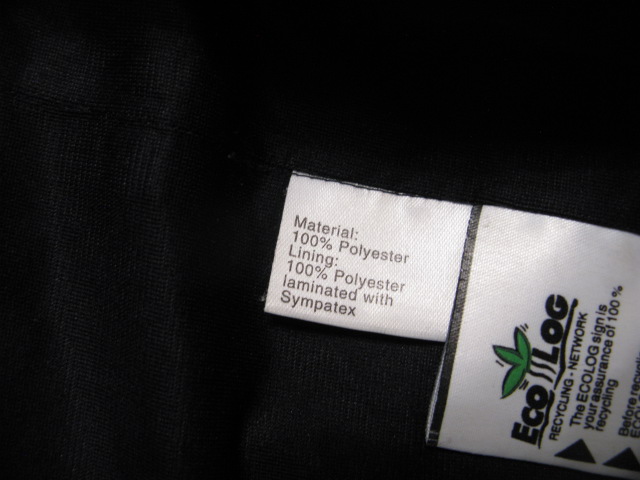 Material:
100% Polyester
Lining:
100% Polyester
laminated with
Sympatex
ECO LOG
RECYCLING - NETWORK
The ECOLOG sign is
your assurance of 100 %
recycling
Before